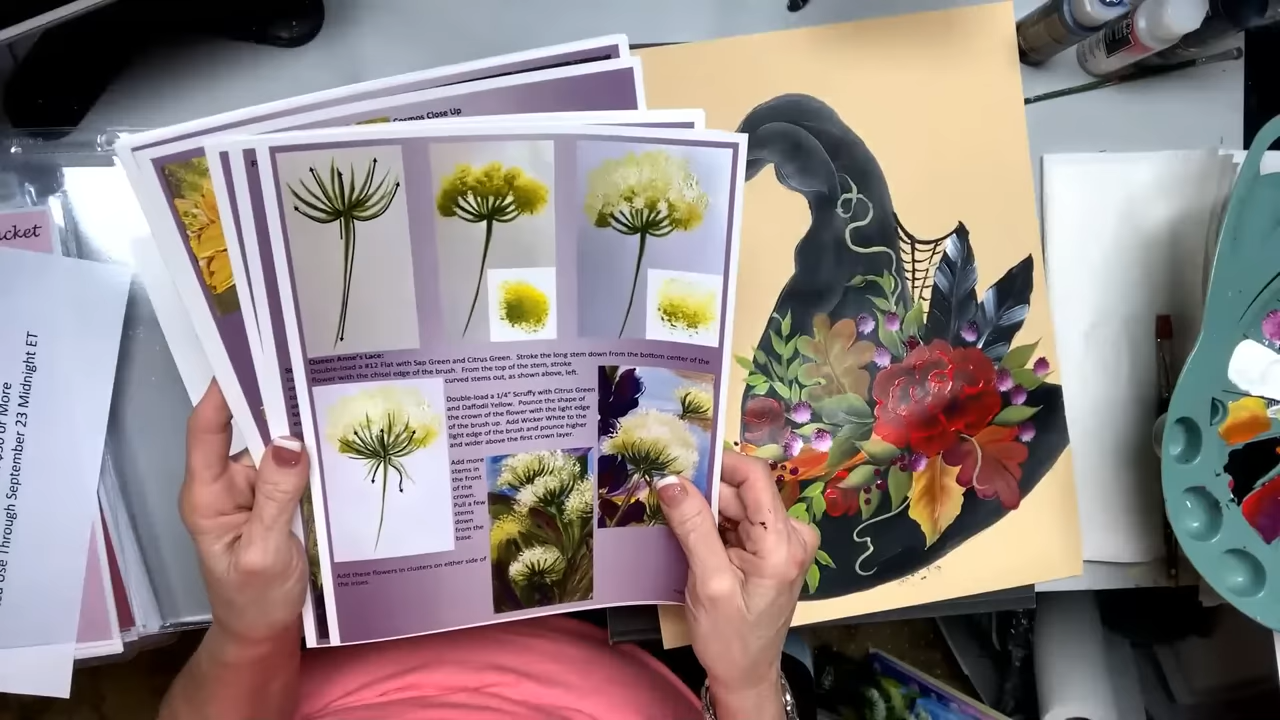 Cosmos Close Up
Queen Anne's Lace:
Double-load a #12 Flat with Sap Green and Citrus Green. Stroke the long stem down from the bottom center of the
flower with the chisel edge of the brush. From the top of the stem, stroke
curved stems out, as shown above, left.
Double-load a 1/4" Scruffy with Citrus Green
and Daffodil Yellow. Pounce the shape of
the crown of the flower with the light edge
of the brush up. Add Wicker White to the
light edge of the brush and pounce higher
and wider above the first crown layer.
Add more
stems in
the front
of the
crown.
Pull a few
stems
down
from the
base.
Add these flowers in clusters on either side of
the irises.
cket
or More
Use Through September 23 Midnight ET